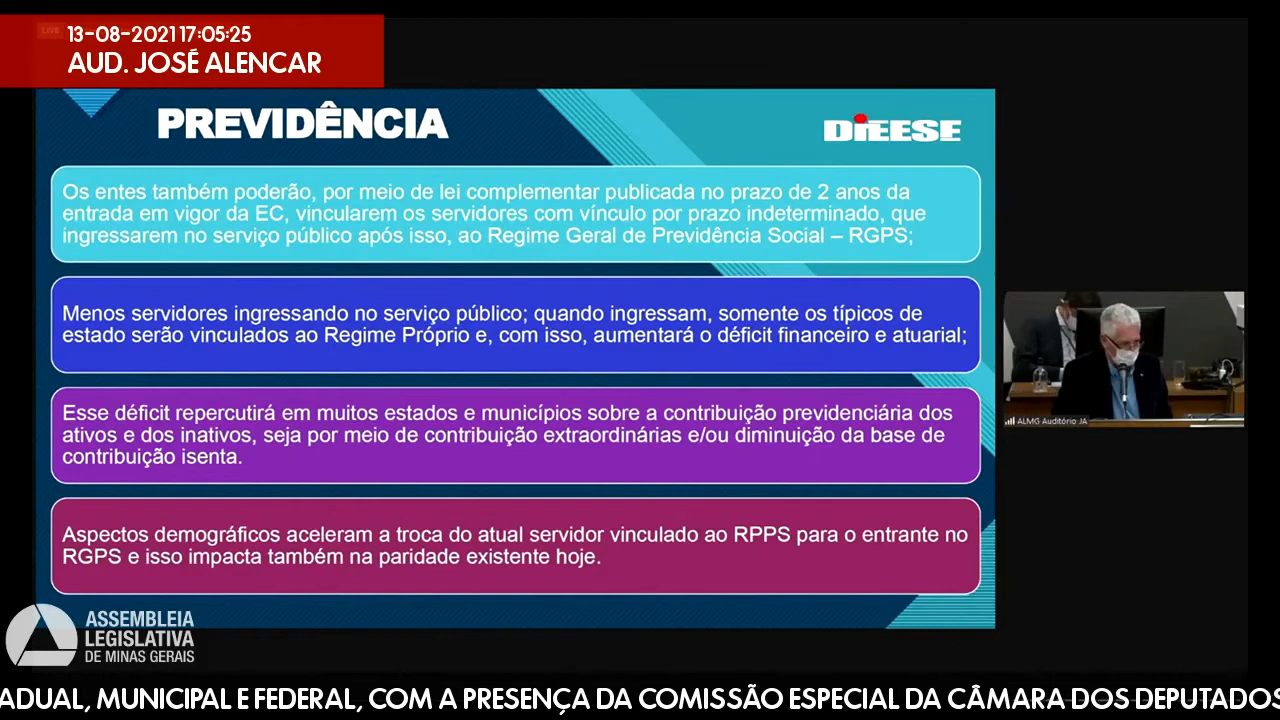 LIVE
13-08-2021 17:05:25
AUD. JOSÉ ALENCAR
PREVIDÊNCIA
DIEESE
Os entes também poderão, por meio de lei complementar publicada no prazo de 2 anos da
entrada em vigor da EC, vincularem os servidores com vínculo por prazo indeterminado, que
ingressarem no serviço público após isso, ao Regime Geral de Previdência Social – RGPS;
Menos servidores ingressando no serviço público; quando ingressam, somente os típicos de
estado serão vinculados ao Regime Próprio e, com isso, aumentará o déficit financeiro e atuarial;
Esse déficit repercutirá em muitos estados e municípios sobre a contribuição previdenciária dos
ativos e dos inativos, seja por meio de contribuição extraordinárias e/ou diminuição da base de
contribuição isenta.
Aspectos demográficos aceleram a troca do atual servidor vinculado ao RPPS para o entrante no
RGPS e isso impacta também na paridade existente hoje.
ALMG Auditório JA
ASSEMBLEIA
LEGISLATIVA
DE MINAS GERAIS
ADUAL, MUNICIPAL E FEDERAL, COM A PRESENÇA DA COMISSÃO ESPECIAL DA CÂMARA DOS DEPUTADOS